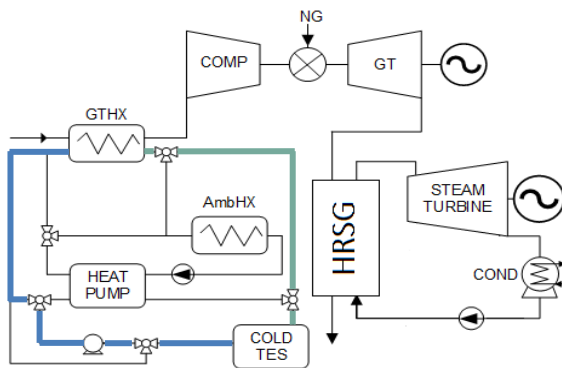 NG
COMP
GT
GTHX
AmbHX
HRSG
STEAM
TURBINE
HEAT
PUMP
COND
COLD
TES